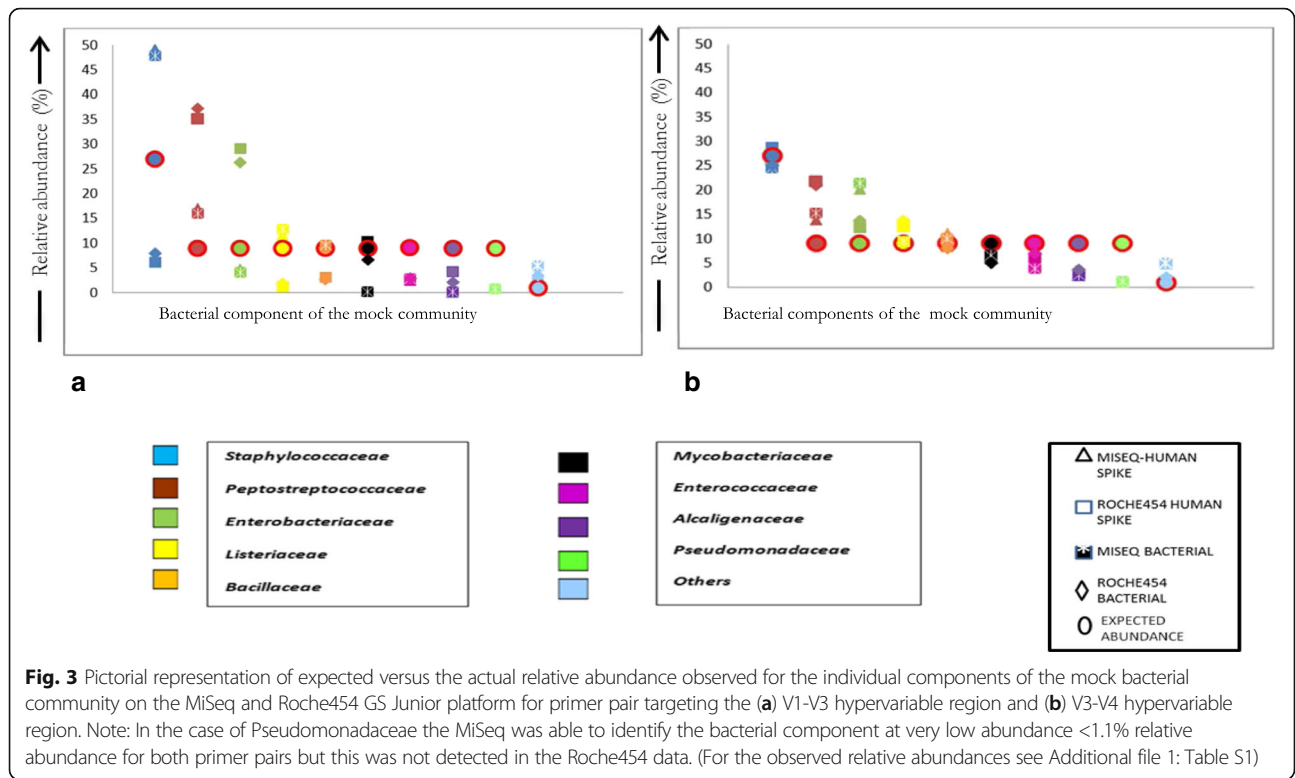 Relative abundance (%)
50
45
40
35
30
25
20
15
10
5
0
Bacterial component of the mock community
a
Relative abundance (%)
50
45
40
35
30
25
20
15
10
5
0
Bacterial components of the mock community
b
Staphylococcaceae
Peptostreptococcaceae
Enterobacteriaceae
Listeriaceae
Bacillaceae
Mycobacteriaceae
Enterococcaceae
Alcaligenaceae
Pseudomonadaceae
Others
MISEQ-HUMAN
SPIKE
ROCHE454 HUMAN
SPIKE
MISEQ BACTERIAL
ROCHE454
BACTERIAL
EXPECTED
ABUNDANCE
Fig. 3 Pictorial representation of expected versus the actual relative abundance observed for the individual components of the mock bacterial
community on the MiSeq and Roche454 GS Junior platform for primer pair targeting the (a) V1-V3 hypervariable region and (b) V3-V4 hypervariable
region. Note: In the case of Pseudomonadaceae the MiSeq was able to identify the bacterial component at very low abundance <1.1% relative
abundance for both primer pairs but this was not detected in the Roche454 data. (For the observed relative abundances see Additional file 1: Table S1)